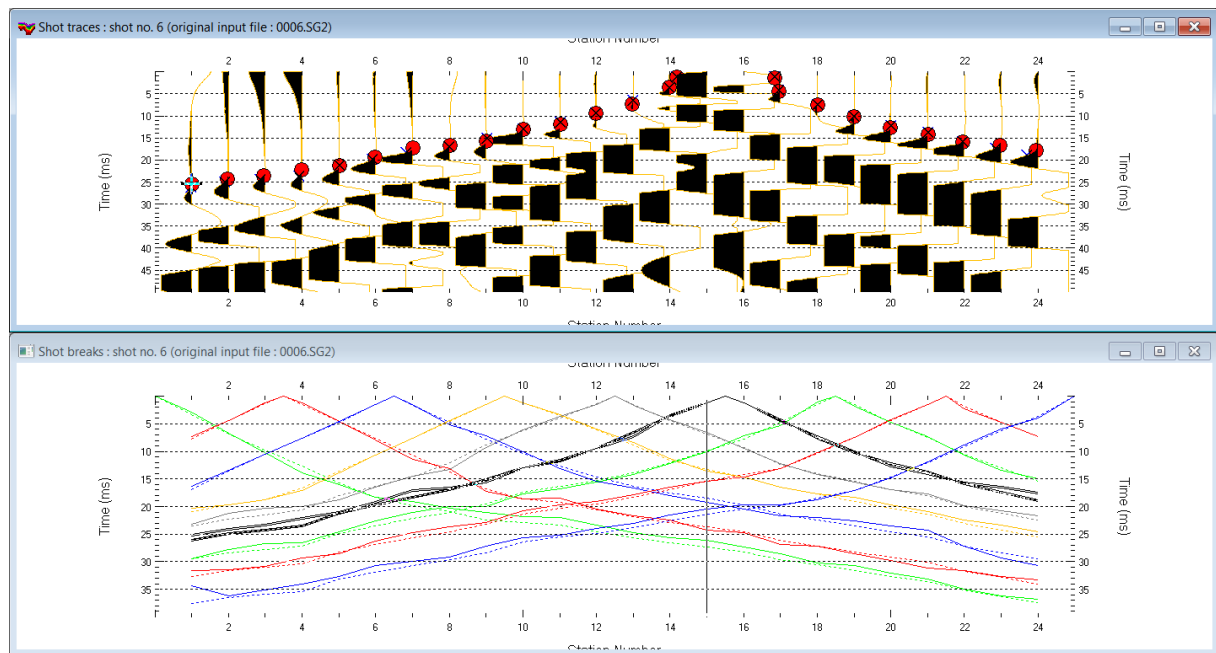 Shot traces : shot no. 6 (original input file : 0006.SG2)
Station Number
2 4 6 8 10 12 14 16 18 20 22 24
Time (ms)
5 10 15 20 25 30 35 40 45
5 10 15 20 25 30 35 40 45
Time (ms)
2 4 6 8 10 12 14 16 18 20 22 24
Station Number
Shot breaks : shot no. 6 (original input file : 0006.SG2)
Station Number
2 4 6 8 10 12 14 16 18 20 22 24
Time (ms)
5 10 15 20 25 30 35
5 10 15 20 25 30 35
Time (ms)
2 4 6 8 10 12 14 16 18 20 22 24
Station Number